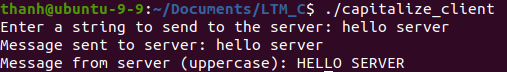 thanh@ubuntu-9-9:~/Documents/LTM_C$ ./capitalize_client
Enter a string to send to the server: hello server
Message sent to server: hello server
Message from server (uppercase): HELLO SERVER